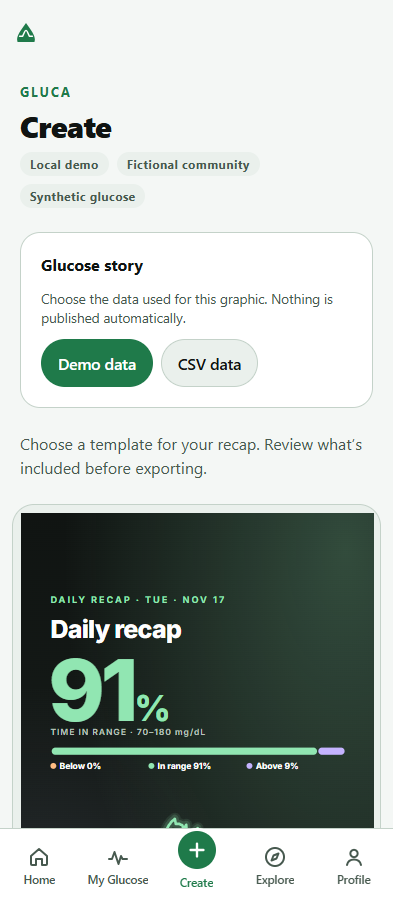 GLUCA
Create
Local demo
Fictional community
Synthetic glucose
Glucose story
Choose the data used for this graphic. Nothing is
published automatically.
Demo data
CSV data
Choose a template for your recap. Review what’s
included before exporting.
DAILY RECAP · TUE · NOV 17
Daily recap
91%
TIME IN RANGE · 70–180 mg/dL
Below 0%
In range 91%
Above 9%
Home
My Glucose
Create
Explore
Profile